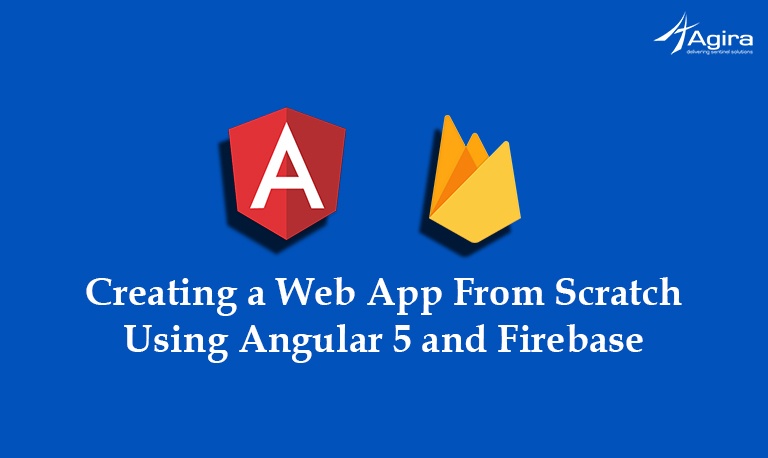 Agira
delivering sentinel solutions
A
Creating a Web App From Scratch
Using Angular 5 and Firebase